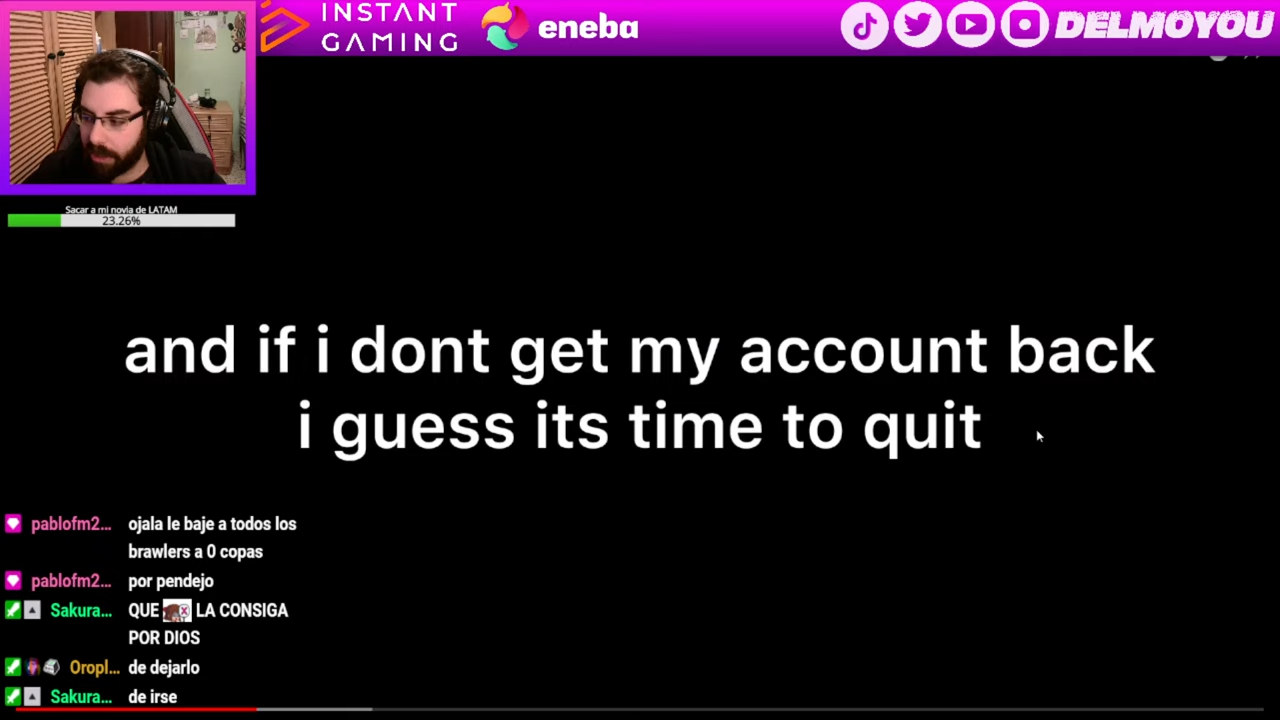 INSTANT
GAMING
eneba
DELMOYOU
Sacar a mi novia de LATAM
23.26%
and if i dont get my account back
i guess its time to quit
pablofm2... ojala le baje a todos los
brawlers a 0 copas
pablofm2... por pendejo
Sakura... QUE LA CONSIGA
POR DIOS
Oropl... de dejarlo
Sakura... de irse